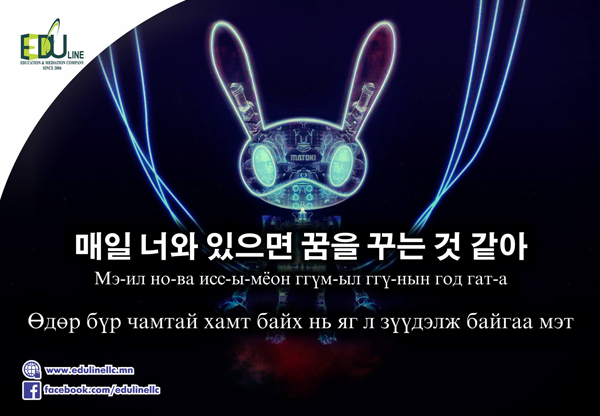 EDU LINE
EDUCATION & MEDIATION COMPANY
SINCE 2006
MATOKI
매일 너와 있으면 꿈을 꾸는 것 같아
Мэ-ил но-ва исс-ы-мёон ггүм-ыл ггү-нын год гат-а
Өдөр бүр чамтай хамт байх нь яг л зүүдэлж байгаа мэт
www.edulinellc.mn
facebook.com/edulinellc